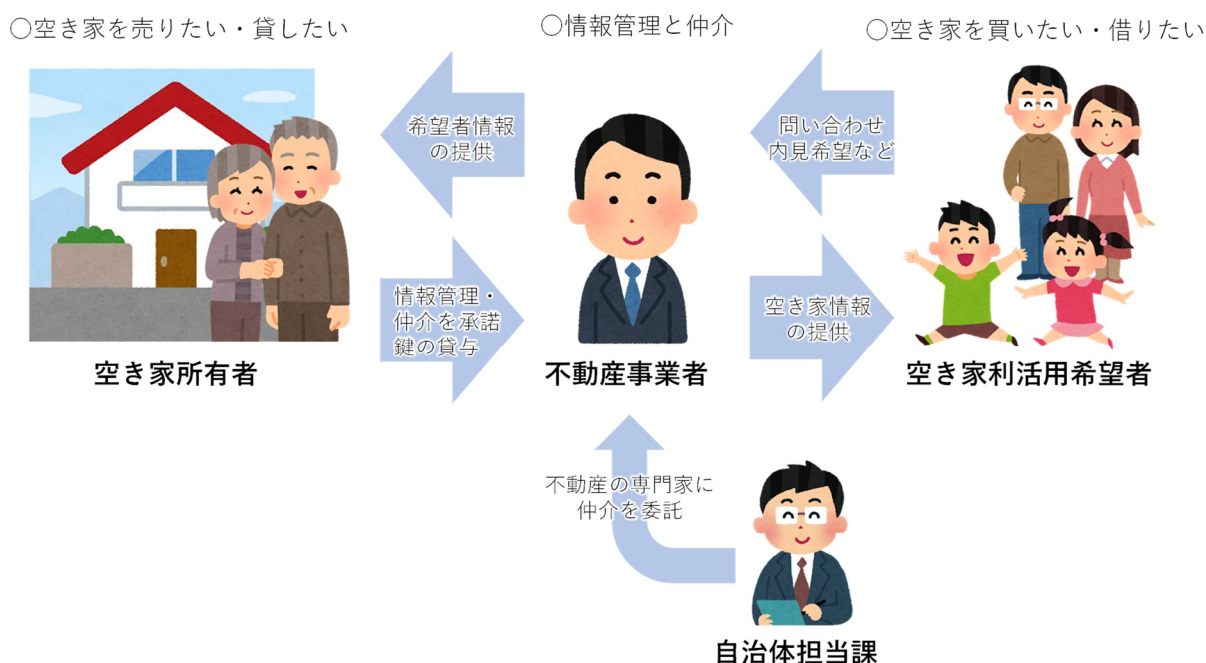 ○空き家を売りたい・貸したい
○情報管理と仲介
○空き家を買いたい・借りたい
希望者情報
の提供
問い合わせ
内見希望など
情報管理・
仲介を承諾
鍵の貸与
空き家情報
の提供
空き家所有者
不動産事業者
空き家利活用希望者
不動産の専門家に
仲介を委託
自治体担当課